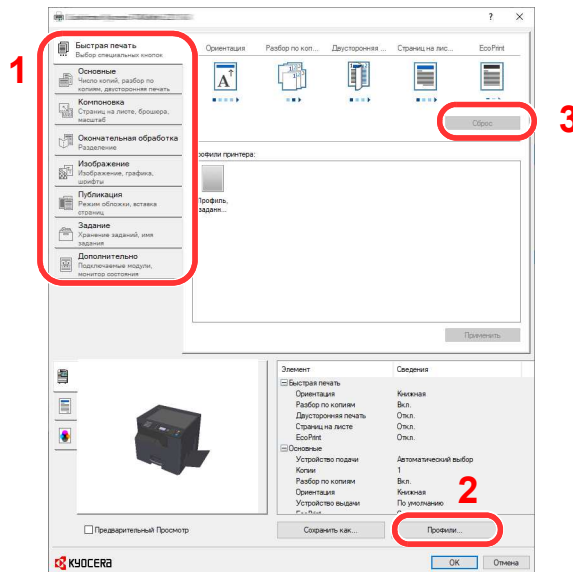 ?
1
Быстрая печать
Выбор специальных кнопок
Основные
Число копий, разбор по
копиям, двусторонняя печать
Компоновка
Страниц на листе, брошюра,
масштаб
Окончательная обработка
Разделение
Изображение
Изображение, графика,
шрифты
Публикация
Режим обложки, вставка
страниц
Задание
Хранение заданий, имя
задания
Дополнительно
Подключаемые модули,
монитор состояния
Ориентация Разбор по коп... Двусторонняя ... Страниц на лис... EcoPrint
A
Сброс
3
рофили принтера:
Профиль,
заданн...
Применить
Элемент Сведения
Быстрая печать
Ориентация Книжная
Разбор по копиям Вкл.
Двусторонняя печать Откл.
Страниц на листе Откл.
EcoPrint Откл.
Основные
Устройство подачи Автоматический выбор
Копии 1
Разбор по копиям Вкл.
Ориентация Книжная
Устройство выдачи По умолчанию
2
Предварительный Просмотр
Сохранить как...
Профили...
KYOCERA
OK
Отмена